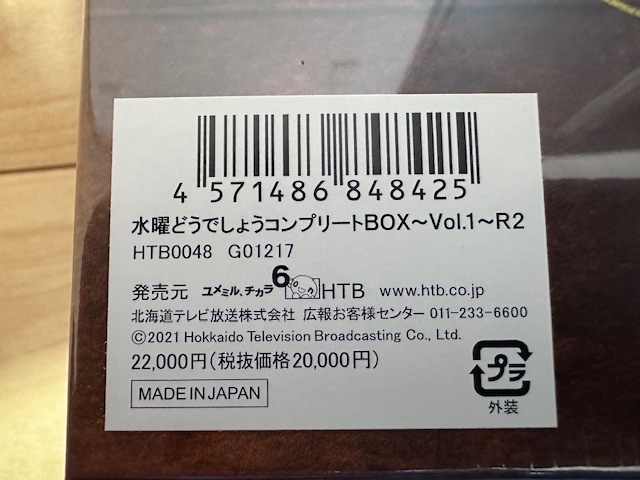 4 571486 848425
水曜どうでしょうコンプリートBOX～Vol.1～R2
HTB0048 G01217
発売元 ユメミル、チカラ 6 HTB www.htb.co.jp
北海道テレビ放送株式会社 広報お客様センター 011-233-6600
©2021 Hokkaido Television Broadcasting Co., Ltd.
22,000円(税抜価格20,000円)
MADE IN JAPAN
プラ
外装